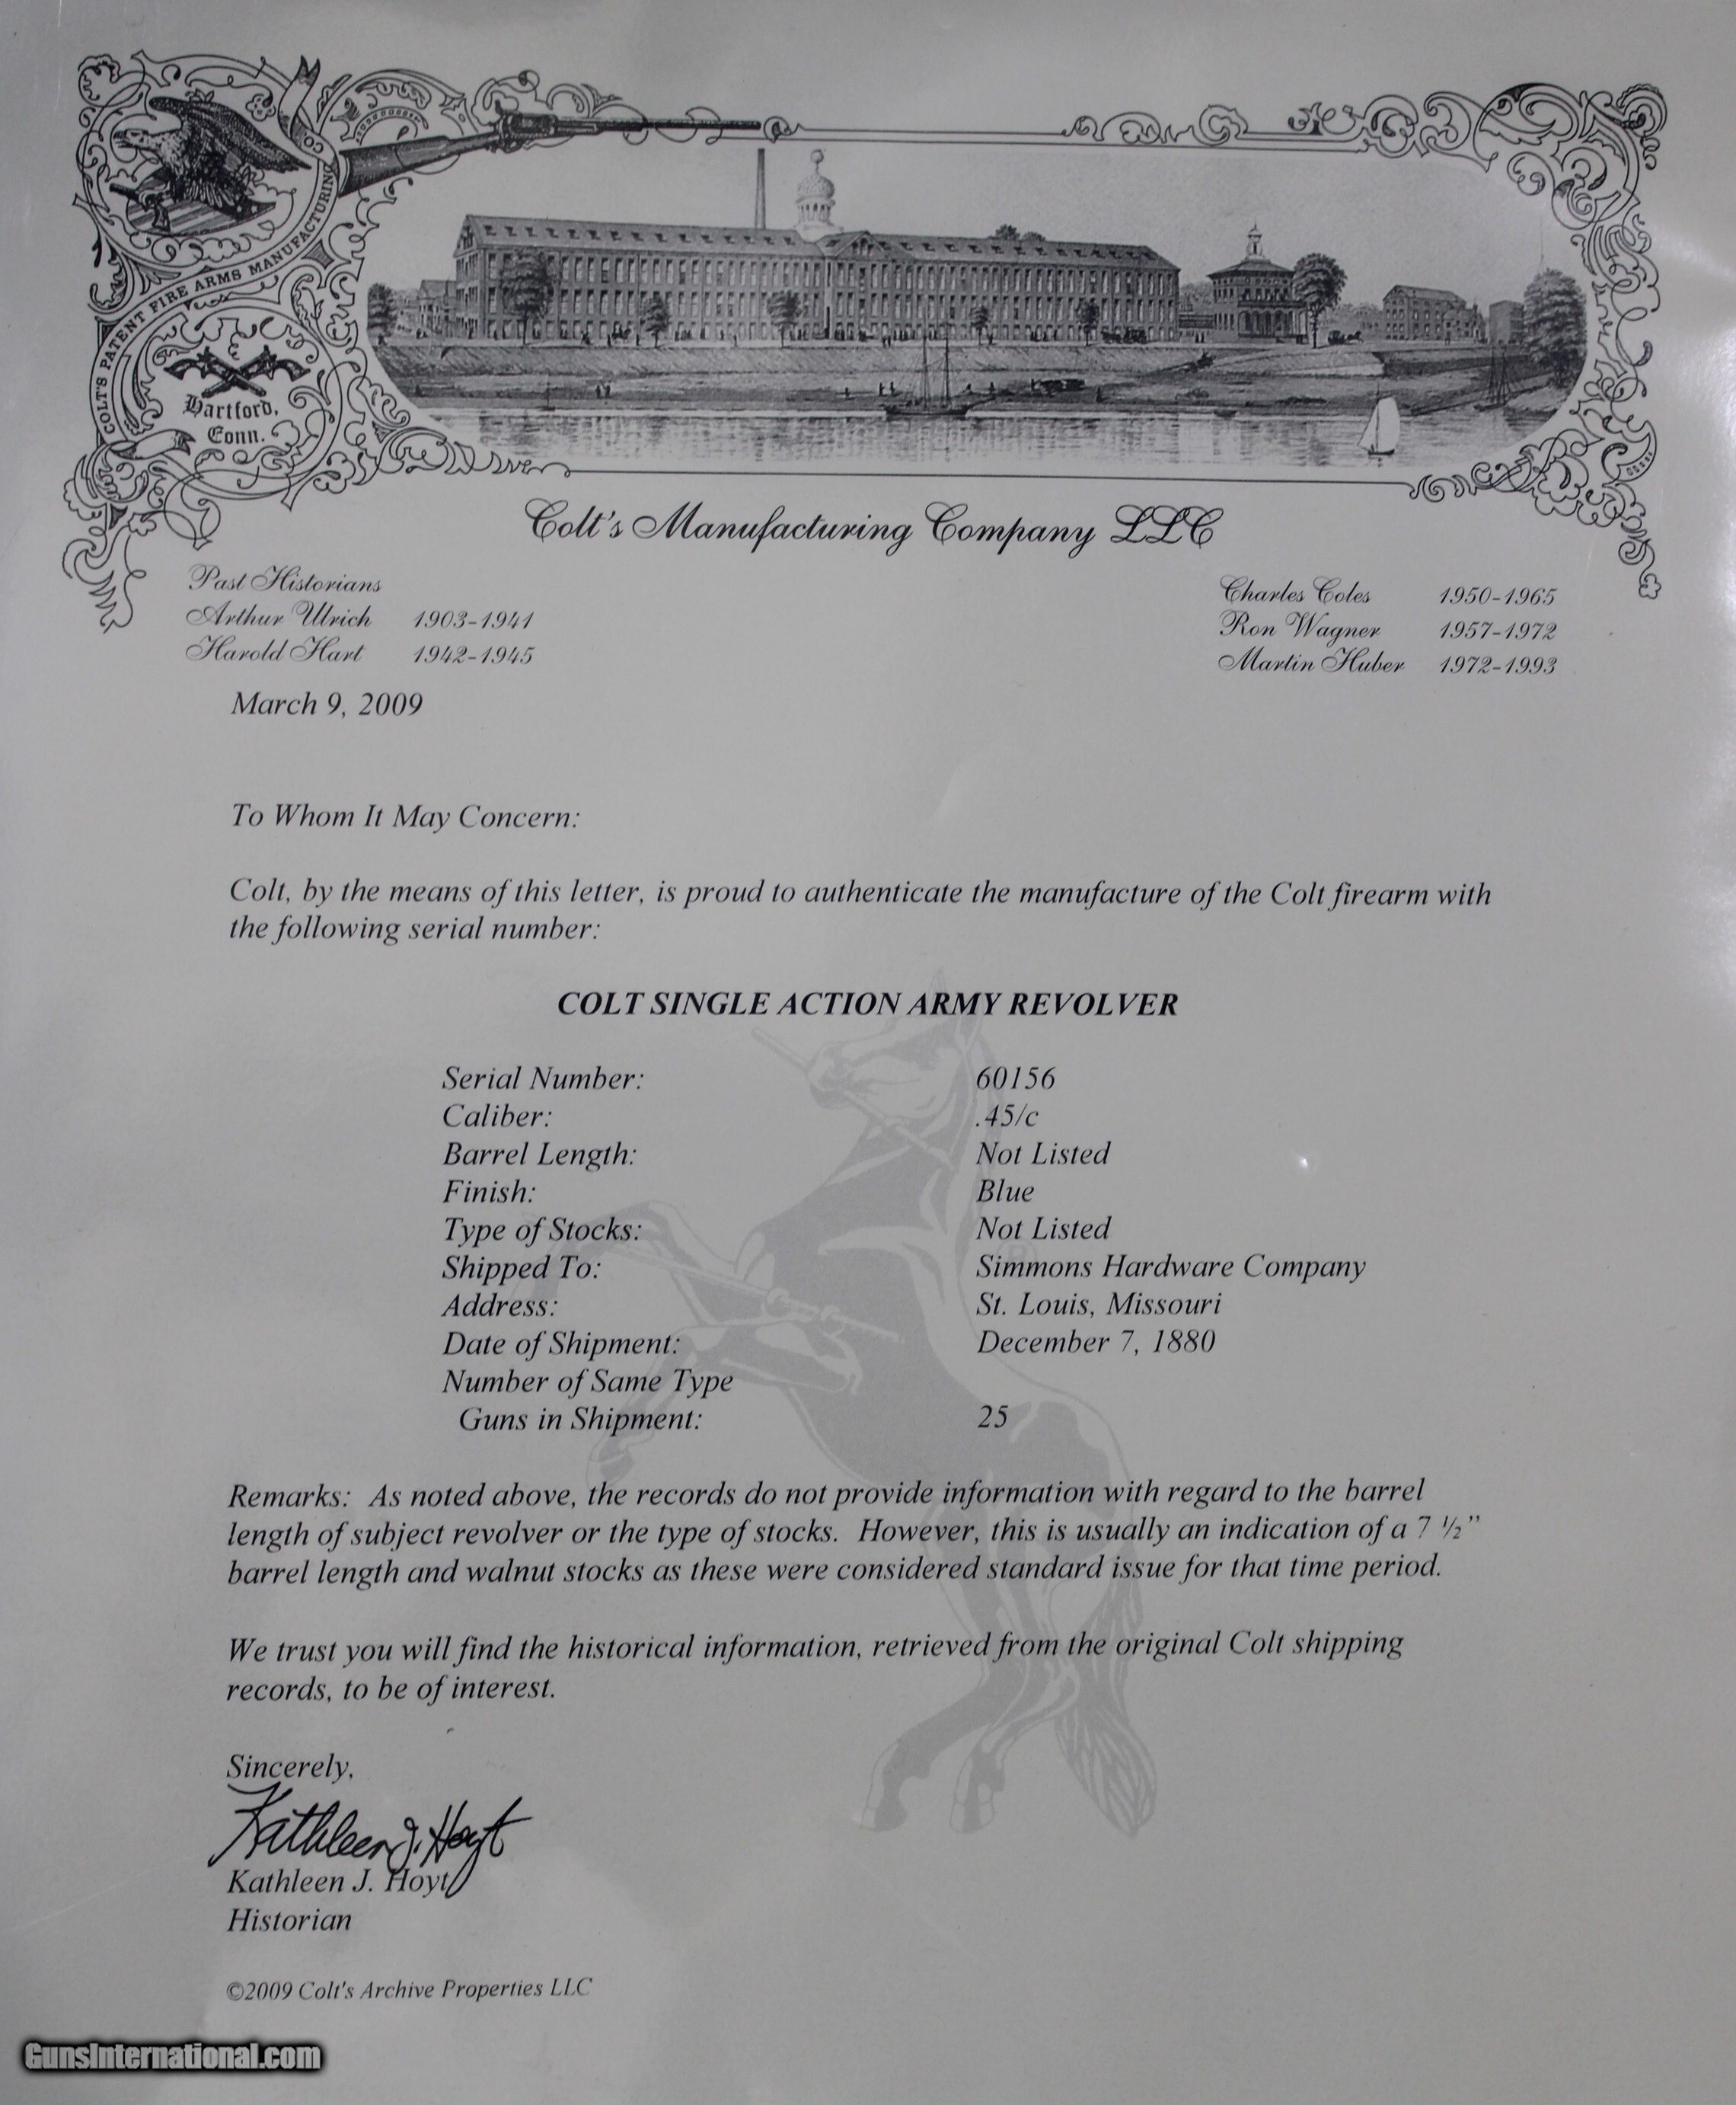 COLT'S PATENT FIRE ARMS MANUFACTURING CO
Hartford,
Conn.
Colt's Manufacturing Company LLC
Past Historians
Arthur Ulrich 1903-1941
Harold Hart 1942-1945
Charles Coles 1950-1965
Ron Wagner 1957-1972
Martin Huber 1972-1993
March 9, 2009
To Whom It May Concern:
Colt, by the means of this letter, is proud to authenticate the manufacture of the Colt firearm with
the following serial number:
COLT SINGLE ACTION ARMY REVOLVER
Serial Number: 60156
Caliber: .45/c
Barrel Length: Not Listed
Finish: Blue
Type of Stocks: Not Listed
Shipped To: Simmons Hardware Company
Address: St. Louis, Missouri
Date of Shipment: December 7, 1880
Number of Same Type
Guns in Shipment: 25
Remarks: As noted above, the records do not provide information with regard to the barrel
length of subject revolver or the type of stocks. However, this is usually an indication of a 7 ½"
barrel length and walnut stocks as these were considered standard issue for that time period.
We trust you will find the historical information, retrieved from the original Colt shipping
records, to be of interest.
Sincerely,
Kathleen J. Hoyt
Kathleen J. Hoyt
Historian
©2009 Colt's Archive Properties LLC
GunsInternational.com